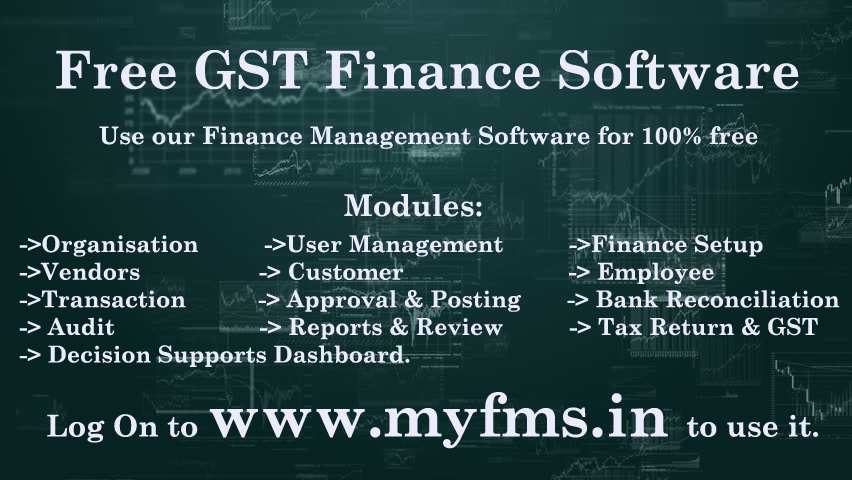 Free GST Finance Software
Use our Finance Management Software for 100% free
Modules:
->Organisation ->User Management ->Finance Setup
->Vendors -> Customer -> Employee
->Transaction -> Approval & Posting -> Bank Reconciliation
-> Audit -> Reports & Review -> Tax Return & GST
-> Decision Supports Dashboard.
Log On to www.myfms.in to use it.